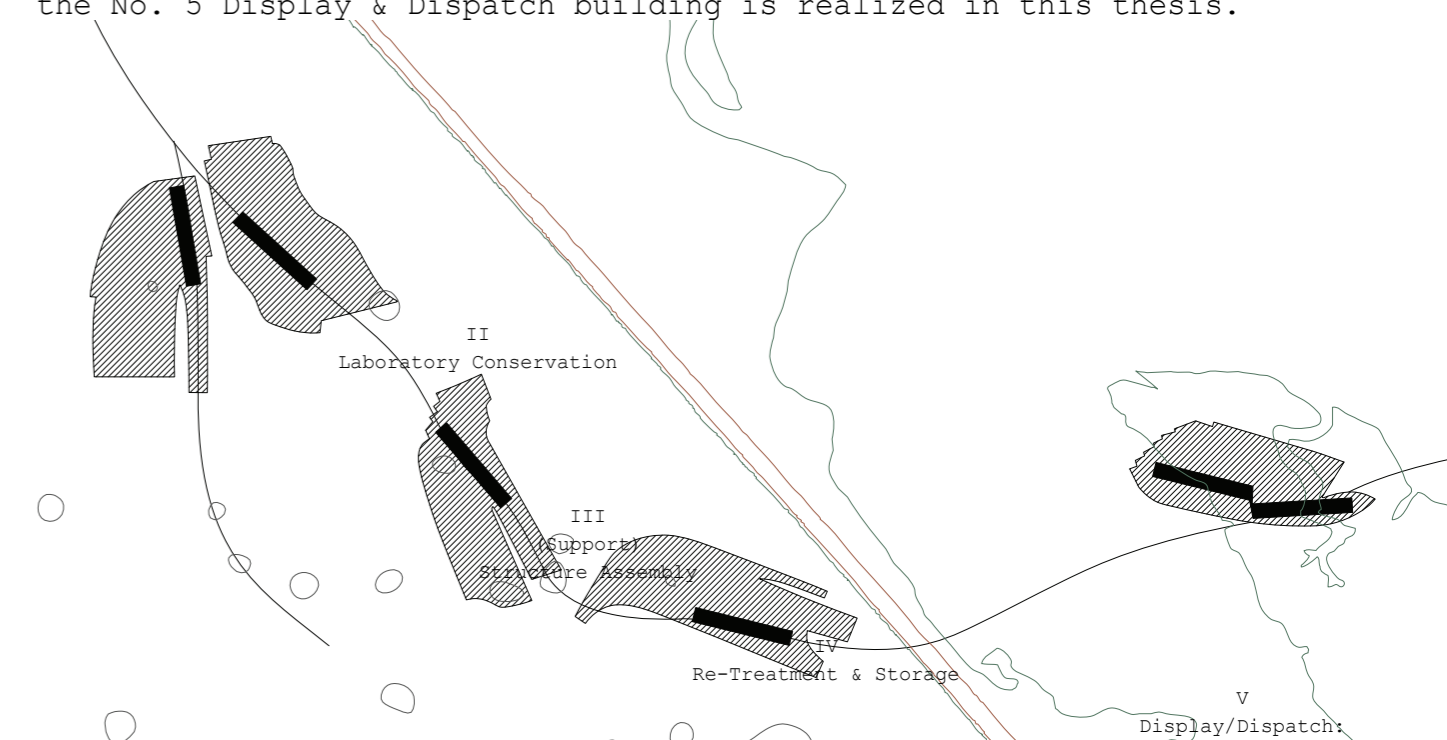 the No. 5 Display & Dispatch building is realized in this thesis.
II
Laboratory Conservation
III
(Support)
Structure Assembly
IV
Re-Treatment & Storage
V
Display/Dispatch: